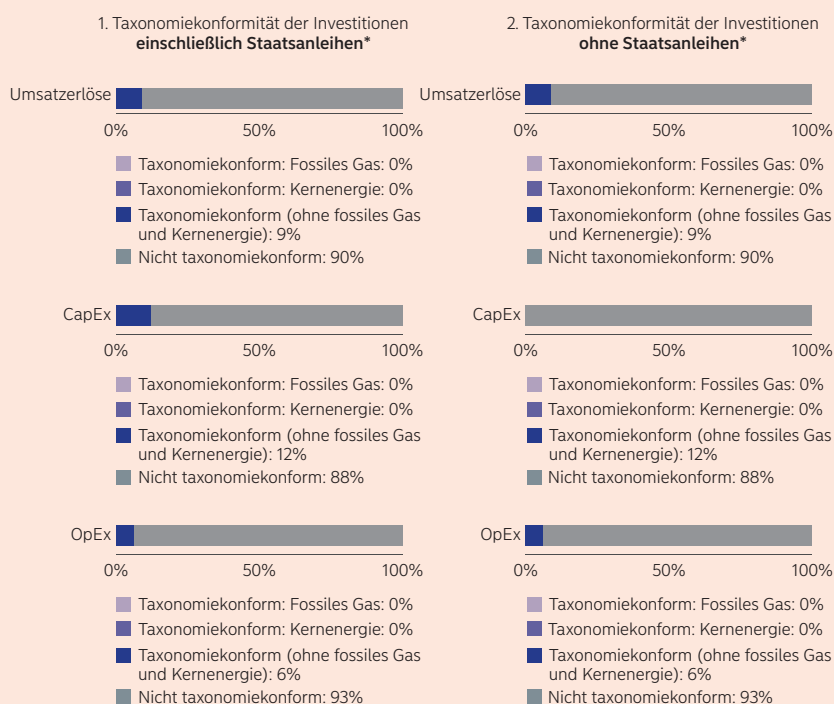 1. Taxonomiekonformität der Investitionen
einschließlich Staatsanleihen*
Umsatzerlöse
0% 50% 100%
Taxonomiekonform: Fossiles Gas: 0%
Taxonomiekonform: Kernenergie: 0%
Taxonomiekonform (ohne fossiles Gas
und Kernenergie): 9%
Nicht taxonomiekonform: 90%
CapEx
0% 50% 100%
Taxonomiekonform: Fossiles Gas: 0%
Taxonomiekonform: Kernenergie: 0%
Taxonomiekonform (ohne fossiles Gas
und Kernenergie): 12%
Nicht taxonomiekonform: 88%
OpEx
0% 50% 100%
Taxonomiekonform: Fossiles Gas: 0%
Taxonomiekonform: Kernenergie: 0%
Taxonomiekonform (ohne fossiles Gas
und Kernenergie): 6%
Nicht taxonomiekonform: 93%
2. Taxonomiekonformität der Investitionen
ohne Staatsanleihen*
Umsatzerlöse
0% 50% 100%
Taxonomiekonform: Fossiles Gas: 0%
Taxonomiekonform: Kernenergie: 0%
Taxonomiekonform (ohne fossiles Gas
und Kernenergie): 9%
Nicht taxonomiekonform: 90%
CapEx
0% 50% 100%
Taxonomiekonform: Fossiles Gas: 0%
Taxonomiekonform: Kernenergie: 0%
Taxonomiekonform (ohne fossiles Gas
und Kernenergie): 12%
Nicht taxonomiekonform: 88%
OpEx
0% 50% 100%
Taxonomiekonform: Fossiles Gas: 0%
Taxonomiekonform: Kernenergie: 0%
Taxonomiekonform (ohne fossiles Gas
und Kernenergie): 6%
Nicht taxonomiekonform: 93%